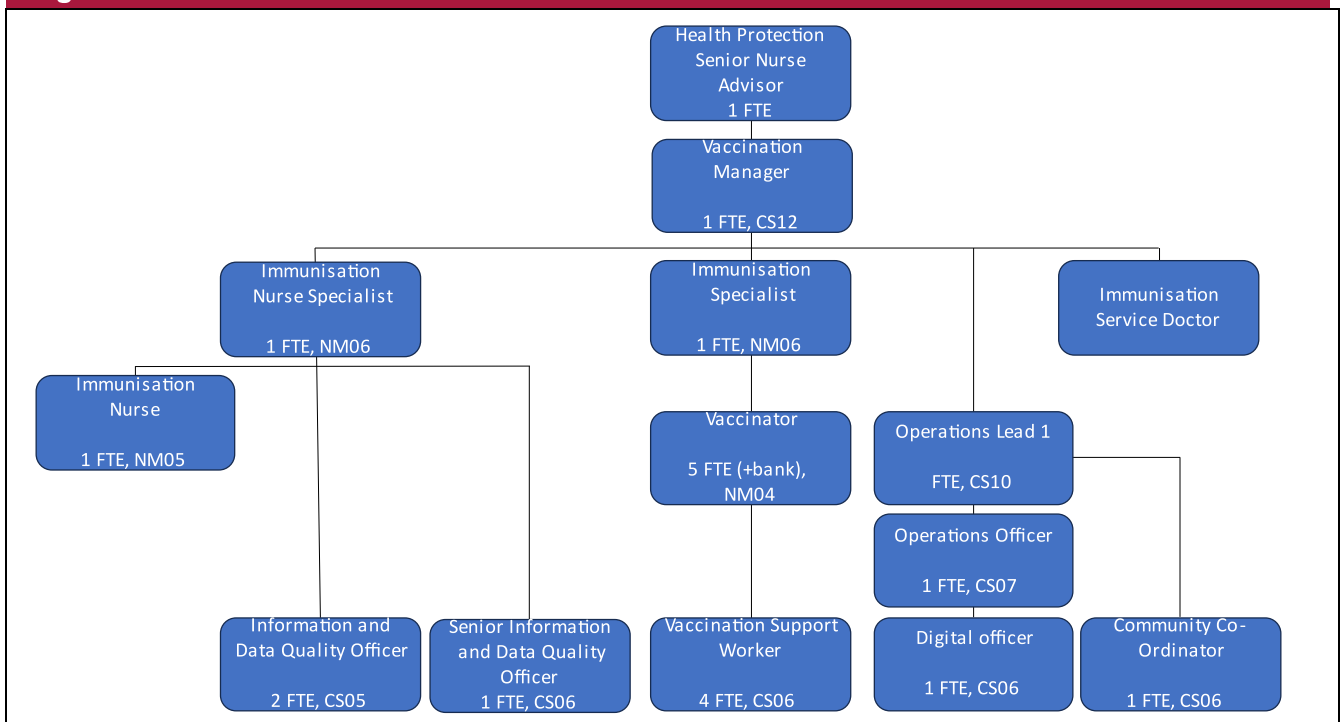 Health Protection
Senior Nurse
Advisor
1 FTE
Vaccination
Manager
1 FTE, CS12
Immunisation
Nurse Specialist
1 FTE, NM06
Immunisation
Specialist
1 FTE, NM06
Immunisation
Service Doctor
Immunisation
Nurse
1 FTE, NM05
Vaccinator
5 FTE (+bank),
NM04
Operations Lead 1
FTE, CS10
Operations Officer
1 FTE, CS07
Information and
Data Quality Officer
2 FTE, CS05
Senior Information
and Data Quality
Officer
1 FTE, CS06
Vaccination Support
Worker
4 FTE, CS06
Digital officer
1 FTE, CS06
Community Co-
Ordinator
1 FTE, CS06